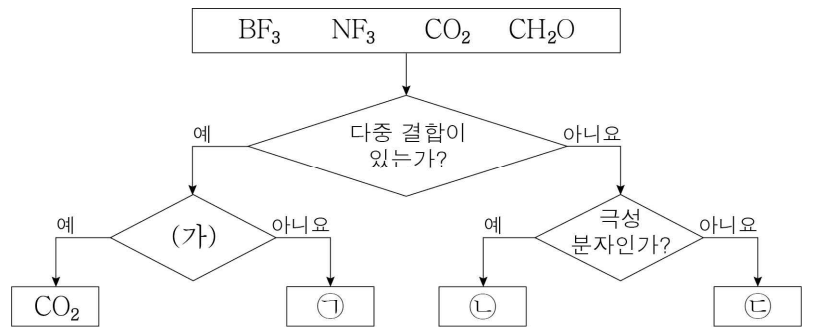 BF₃ NF₃ CO₂ CH₂O
다중 결합이
있는가?
예
아니요
(가)
예
아니요
극성
분자인가?
예
아니요
CO₂
㉠
㉡
㉢